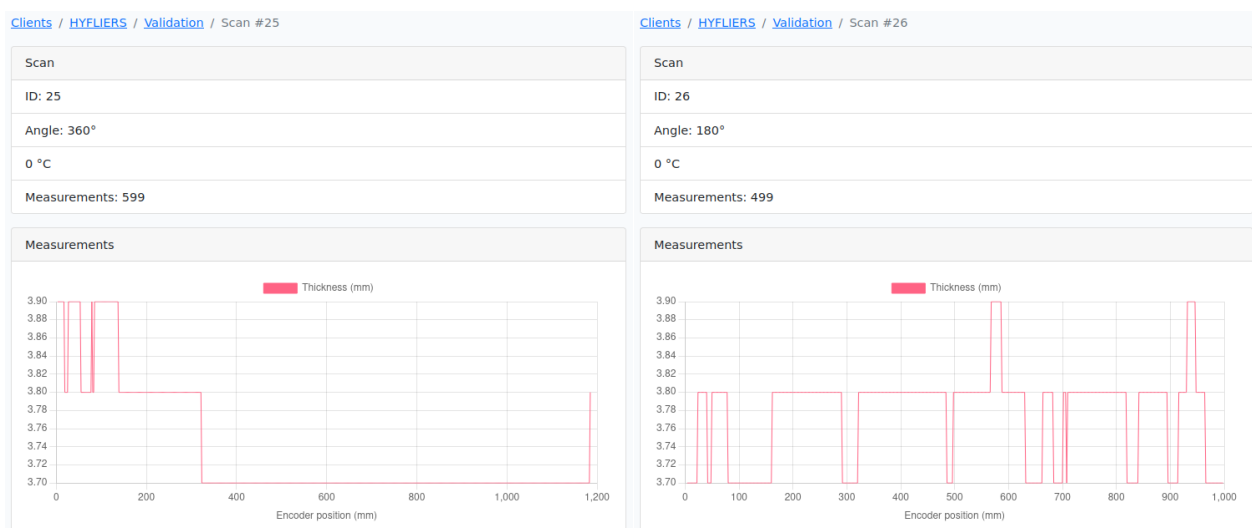 Clients / HYFLIERS / Validation / Scan #25
Scan
ID: 25
Angle: 360°
0 °C
Measurements: 599
Measurements
Thickness (mm)
3.90
3.88
3.86
3.84
3.82
3.80
3.78
3.76
3.74
3.72
3.70
0 200 400 600 800 1,000 1,200
Encoder position (mm)
Clients / HYFLIERS / Validation / Scan #26
Scan
ID: 26
Angle: 180°
0 °C
Measurements: 499
Measurements
Thickness (mm)
3.90
3.88
3.86
3.84
3.82
3.80
3.78
3.76
3.74
3.72
3.70
0 100 200 300 400 500 600 700 800 900 1,000
Encoder position (mm)